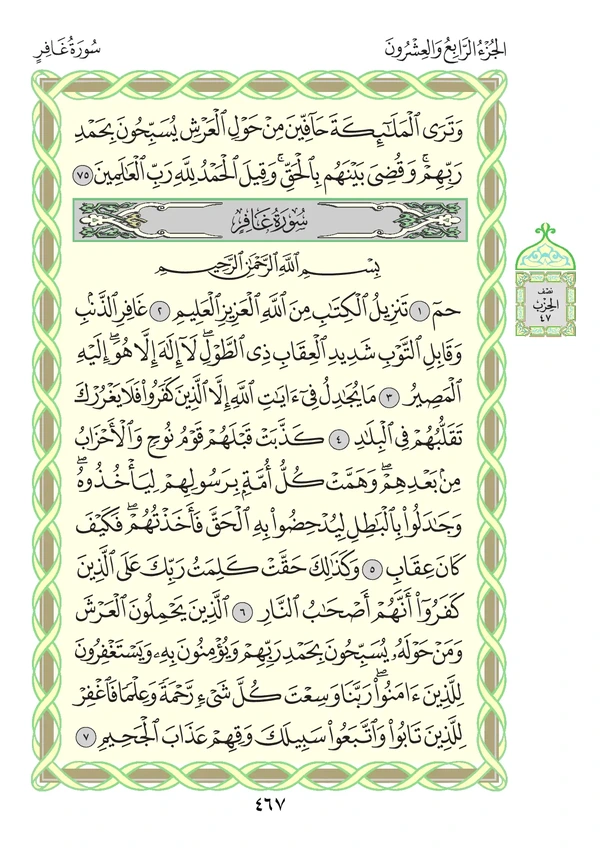 سُورَةُ غَافِرٍ
الجُزْءُ الرَّابِعُ وَالعِشْرُونَ
وَتَرَى ٱلْمَلَٰٓئِكَةَ حَآفِّينَ مِنْ حَوْلِ ٱلْعَرْشِ يُسَبِّحُونَ بِحَمْدِ
رَبِّهِمْۖ وَقُضِىَ بَيْنَهُم بِٱلْحَقِّۚ وَقِيلَ ٱلْحَمْدُ لِلَّهِ رَبِّ ٱلْعَٰلَمِينَ ٧٥
سُورَةُ غَافِرٍ
بِسْمِ ٱللَّهِ ٱلرَّحْمَٰنِ ٱلرَّحِيمِ
حمٓ ١ تَنزِيلُ ٱلْكِتَٰبِ مِنَ ٱللَّهِ ٱلْعَزِيزِ ٱلْعَلِيمِ ٢ غَافِرِ ٱلذَّنۢبِ
وَقَابِلِ ٱلتَّوْبِ شَدِيدِ ٱلْعِقَابِ ذِى ٱلطَّوْلِۖ لَآ إِلَٰهَ إِلَّا هُوَۖ إِلَيْهِ
ٱلْمَصِيرُ ٣ مَا يُجَٰدِلُ فِىٓ ءَايَٰتِ ٱللَّهِ إِلَّا ٱلَّذِينَ كَفَرُوا۟ فَلَا يَغْرُرْكَ
تَقَلُّبُهُمْ فِى ٱلْبِلَٰدِ ٤ كَذَّبَتْ قَبْلَهُمْ قَوْمُ نُوحٍ وَٱلْأَحْزَابُ
مِنۢ بَعْدِهِمْۖ وَهَمَّتْ كُلُّ أُمَّةٍۭ بِرَسُولِهِمْ لِيَأْخُذُوهُۖ
وَجَٰدَلُوا۟ بِٱلْبَٰطِلِ لِيُدْحِضُوا۟ بِهِ ٱلْحَقَّ فَأَخَذْتُهُمْۖ فَكَيْفَ
كَانَ عِقَابِ ٥ وَكَذَٰلِكَ حَقَّتْ كَلِمَتُ رَبِّكَ عَلَى ٱلَّذِينَ
كَفَرُوٓا۟ أَنَّهُمْ أَصْحَٰبُ ٱلنَّارِ ٦ ٱلَّذِينَ يَحْمِلُونَ ٱلْعَرْشَ
وَمَنْ حَوْلَهُۥ يُسَبِّحُونَ بِحَمْدِ رَبِّهِمْ وَيُؤْمِنُونَ بِهِۦ وَيَسْتَغْفِرُونَ
لِلَّذِينَ ءَامَنُوا۟ۖ رَبَّنَا وَسِعْتَ كُلَّ شَىْءٍ رَّحْمَةً وَعِلْمًا فَٱغْفِرْ
لِلَّذِينَ تَابُوا۟ وَٱتَّبَعُوا۟ سَبِيلَكَ وَقِهِمْ عَذَابَ ٱلْجَحِيمِ ٧
نصف
الحزب
٤٧
٤٦٧